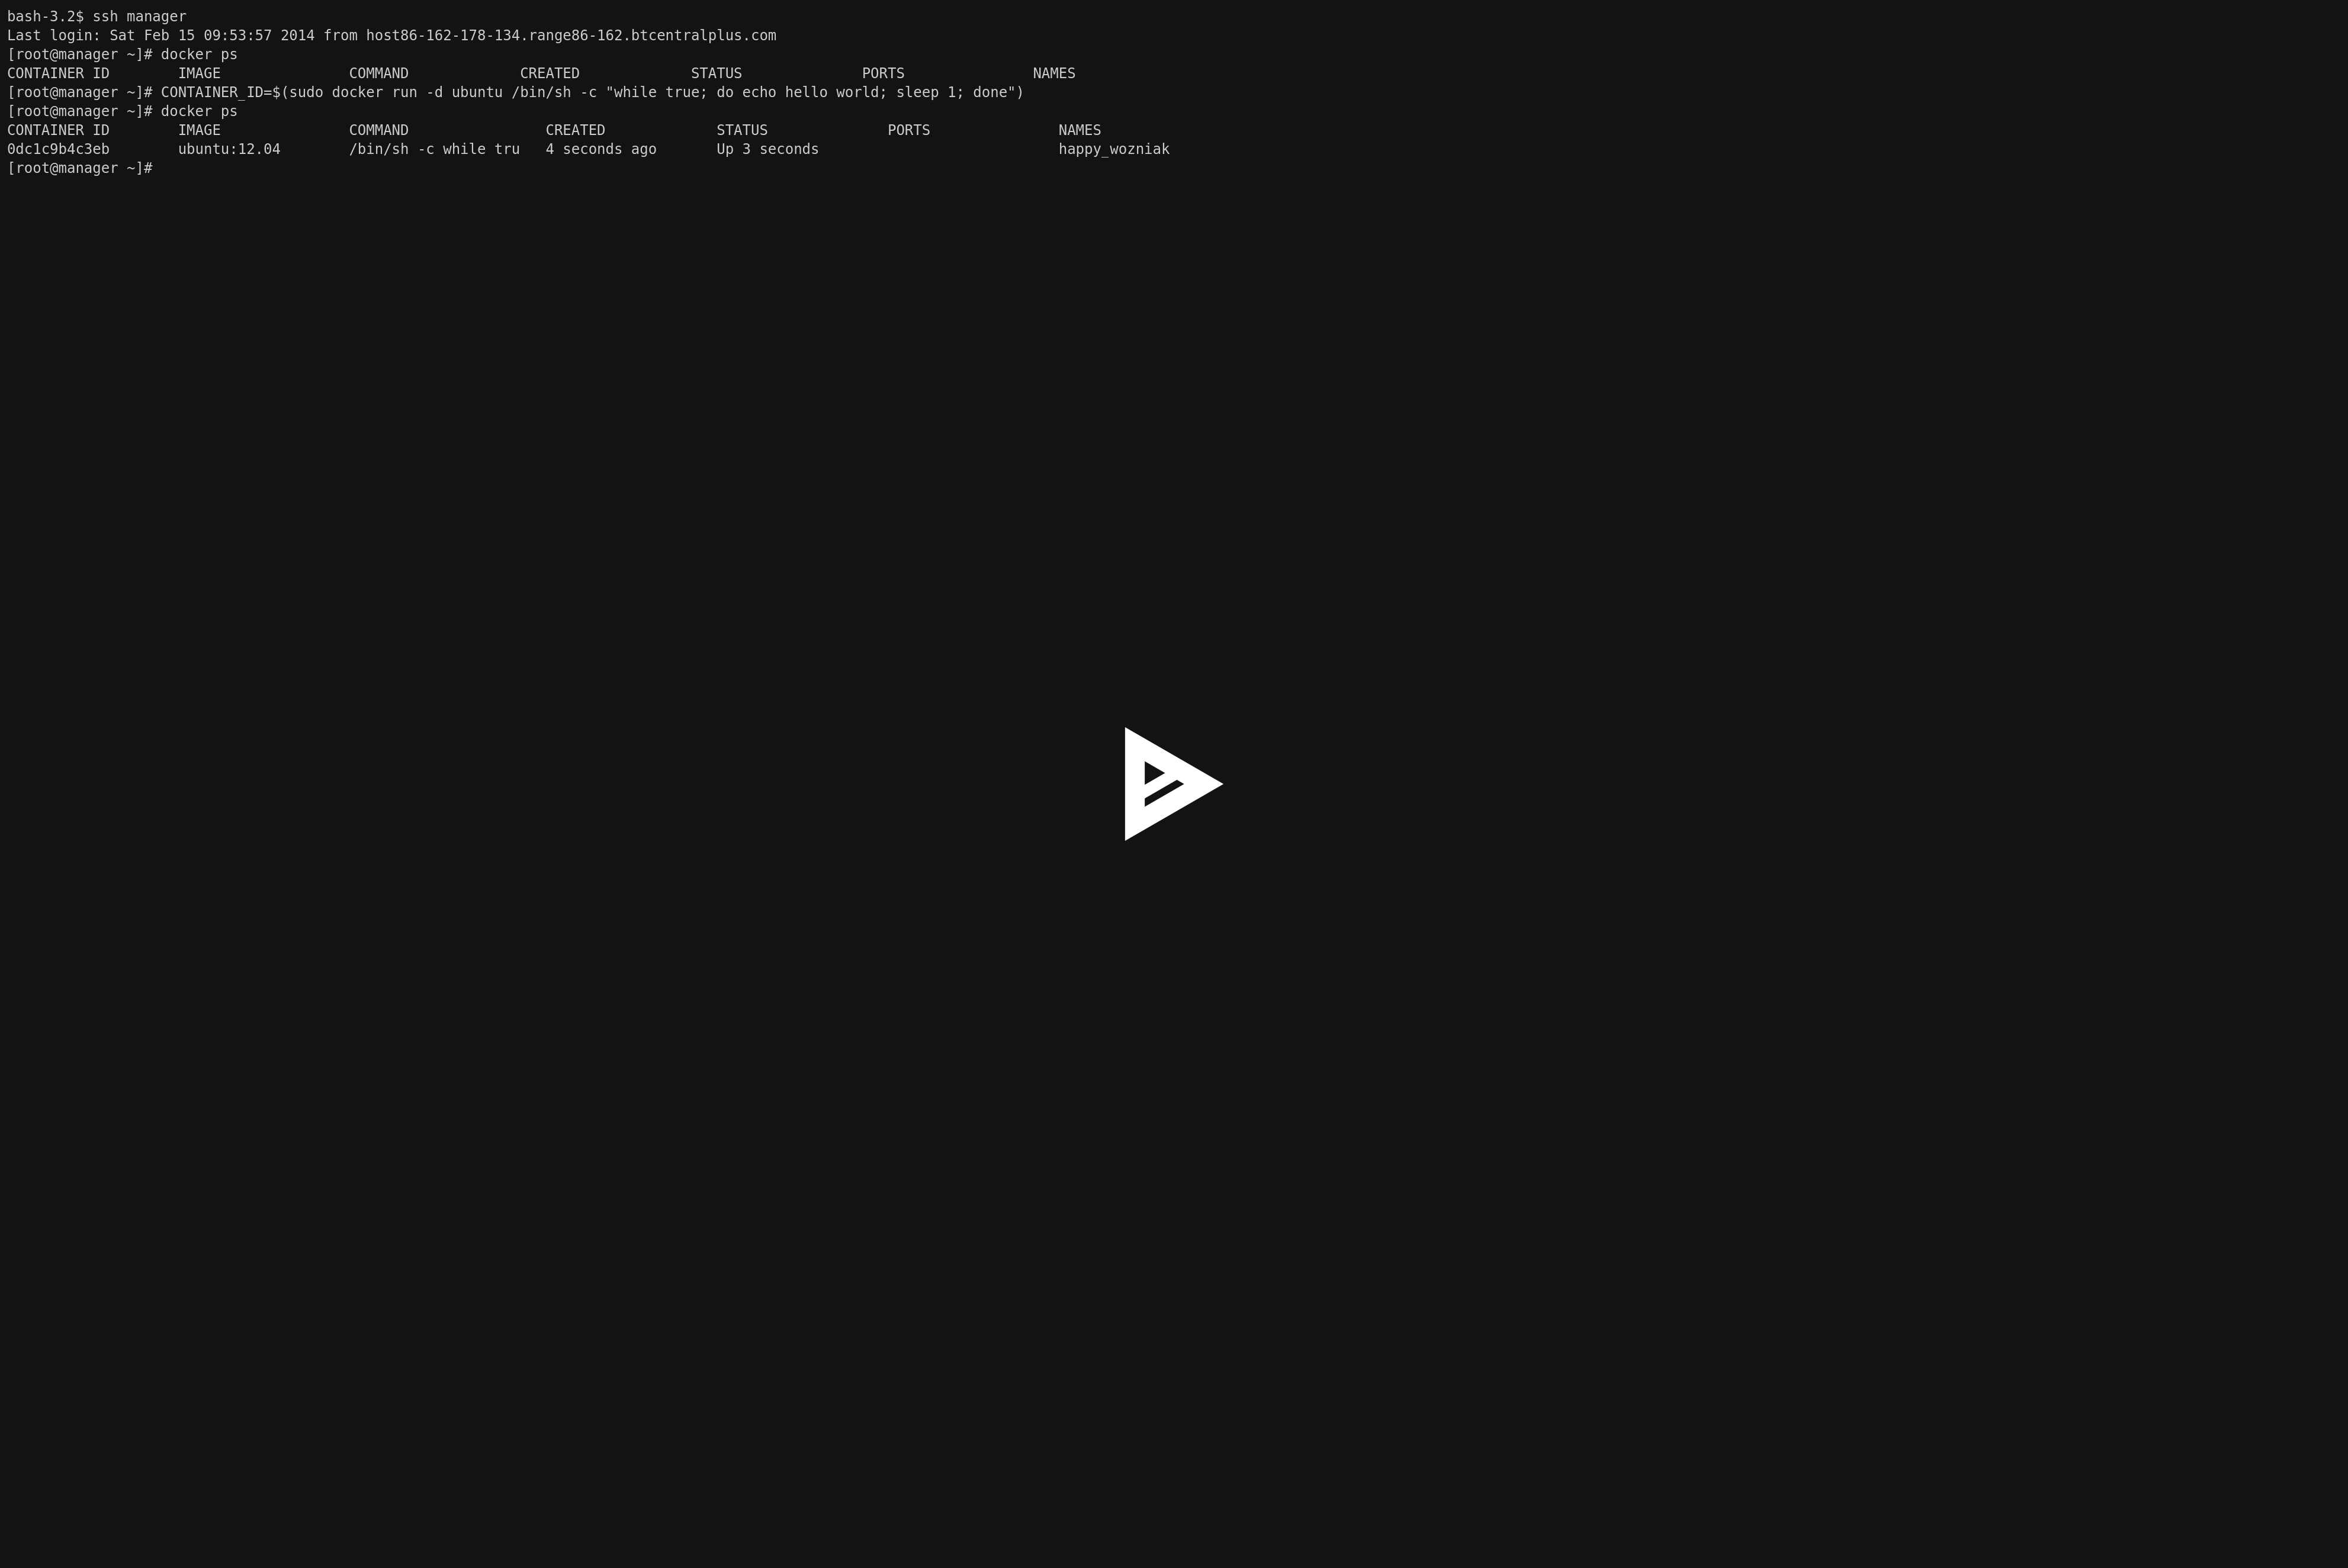 bash-3.2$ ssh manager
Last login: Sat Feb 15 09:53:57 2014 from host86-162-178-134.range86-162.btcentralplus.com
[root@manager ~]# docker ps
CONTAINER ID        IMAGE               COMMAND             CREATED             STATUS              PORTS               NAMES
[root@manager ~]# CONTAINER_ID=$(sudo docker run -d ubuntu /bin/sh -c "while true; do echo hello world; sleep 1; done")
[root@manager ~]# docker ps
CONTAINER ID        IMAGE               COMMAND                CREATED             STATUS              PORTS               NAMES
0dc1c9b4c3eb        ubuntu:12.04        /bin/sh -c while tru   4 seconds ago       Up 3 seconds                            happy_wozniak
[root@manager ~]#